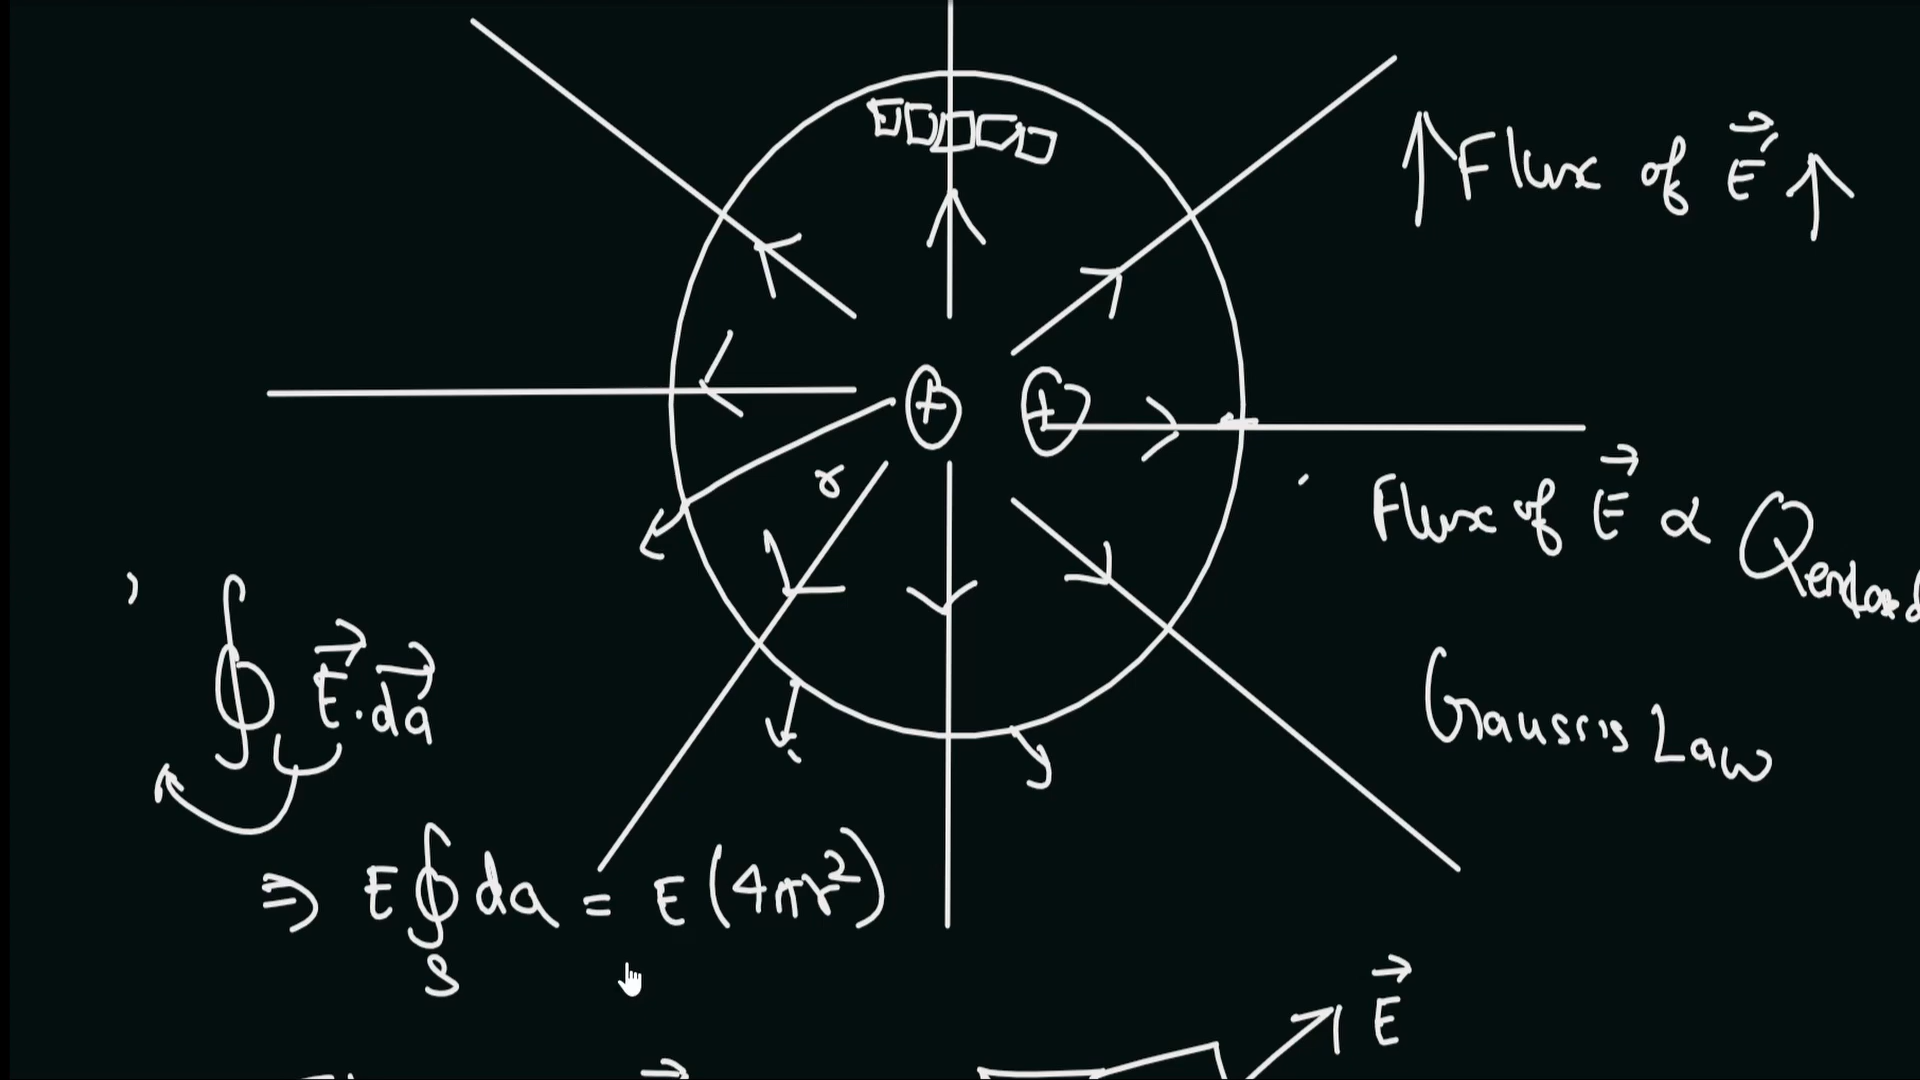 ↑ Flux of E⃗ ↑
+ +
r
Flux of E⃗ ∝ Qenclosed
∮ E⃗ . da⃗
Gauss's Law
⇒ E ∮ da = E (4πr²)
S
E⃗